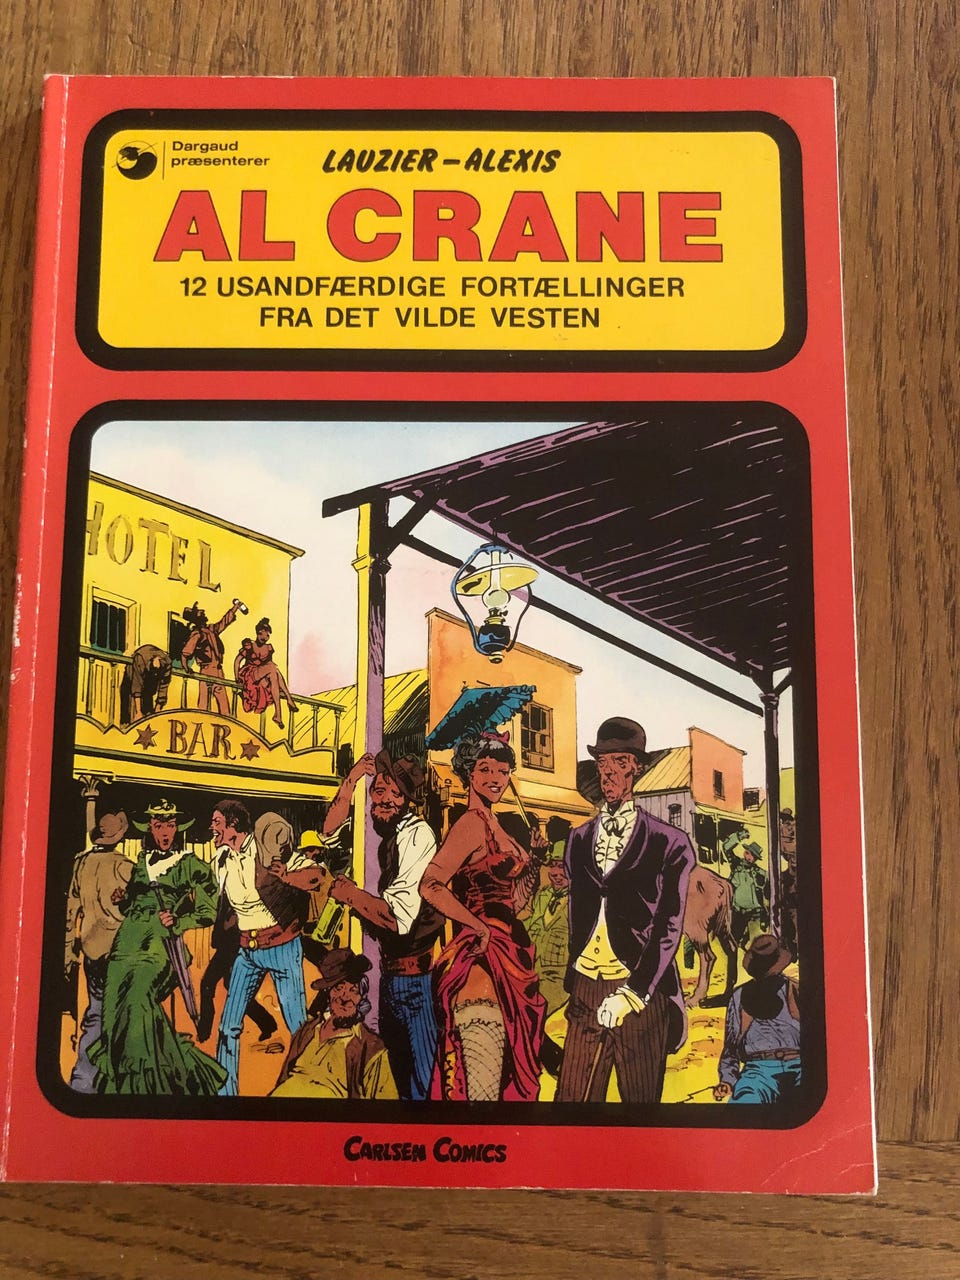 Dargaud
præsenterer
LAUZIER – ALEXIS
AL CRANE
12 USANDFÆRDIGE FORTÆLLINGER
FRA DET VILDE VESTEN
HOTEL
BAR
CARLSEN COMICS